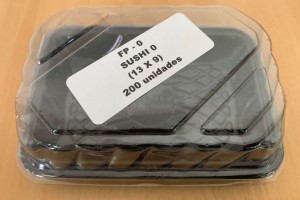 FP - 0
SUSHI 0
(13 X 9)
200 unidades